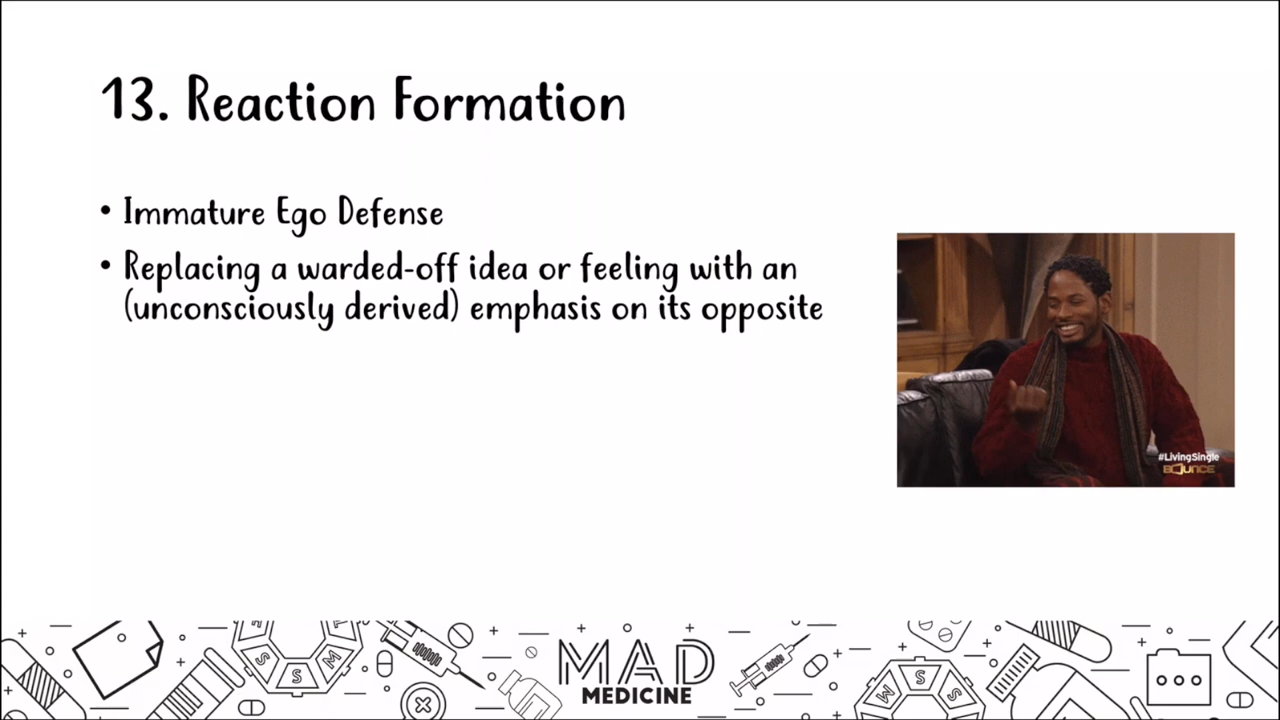 13. Reaction Formation
• Immature Ego Defense
• Replacing a warded-off idea or feeling with an
(unconsciously derived) emphasis on its opposite
#LivingSingle
BOUNCE
S
S
M
MAD
MEDICINE
M
S
S